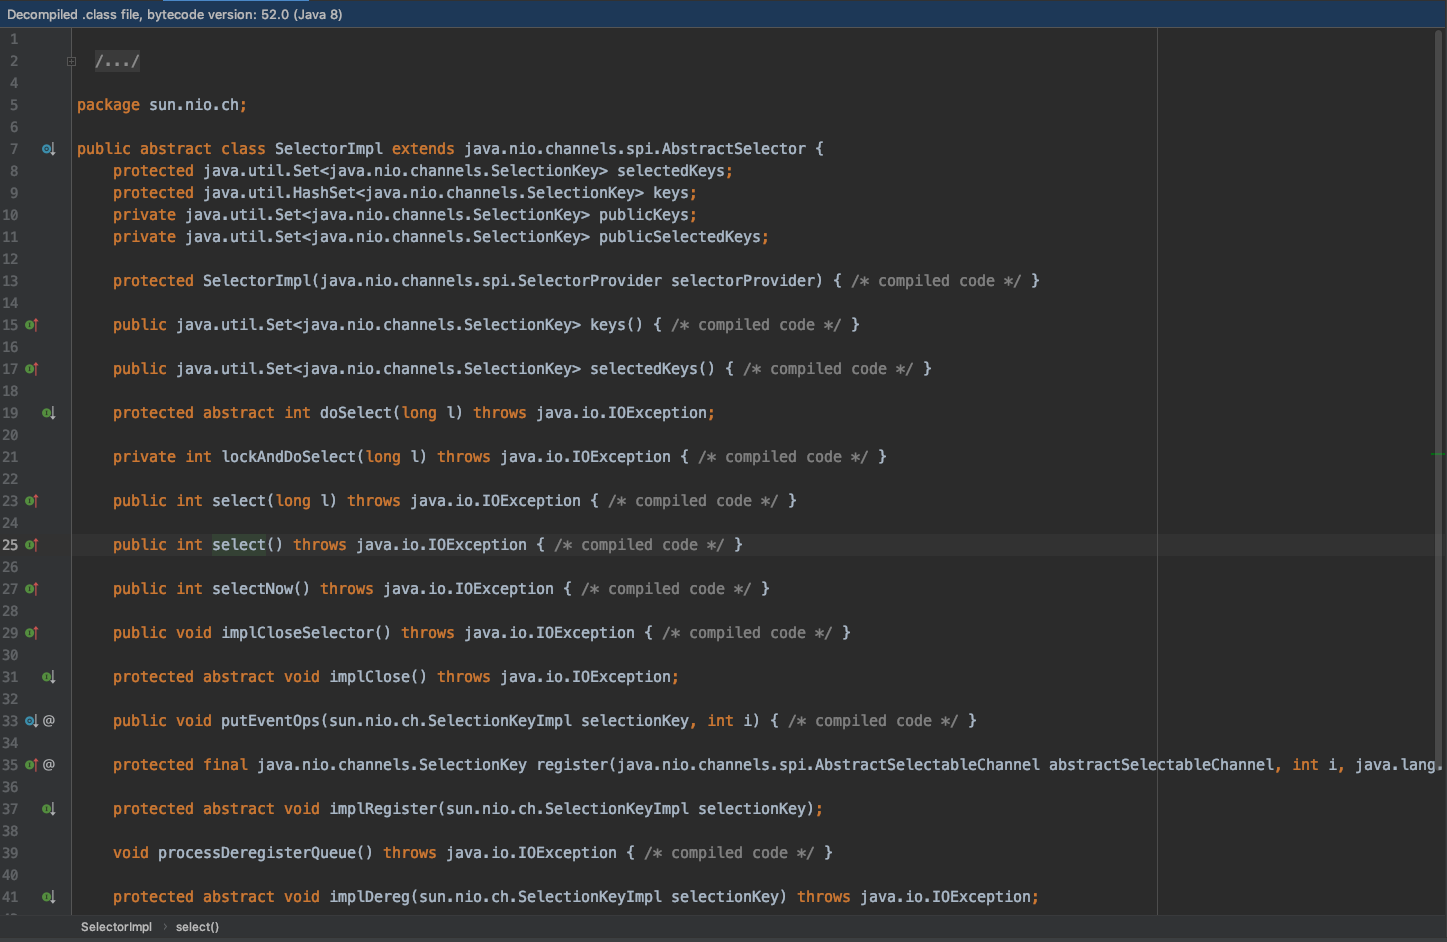 Decompiled .class file, bytecode version: 52.0 (Java 8)
1
2 /.../
4
5 package sun.nio.ch;
6
7 public abstract class SelectorImpl extends java.nio.channels.spi.AbstractSelector {
8 protected java.util.Set<java.nio.channels.SelectionKey> selectedKeys;
9 protected java.util.HashSet<java.nio.channels.SelectionKey> keys;
10 private java.util.Set<java.nio.channels.SelectionKey> publicKeys;
11 private java.util.Set<java.nio.channels.SelectionKey> publicSelectedKeys;
12
13 protected SelectorImpl(java.nio.channels.spi.SelectorProvider selectorProvider) { /* compiled code */ }
14
15 public java.util.Set<java.nio.channels.SelectionKey> keys() { /* compiled code */ }
16
17 public java.util.Set<java.nio.channels.SelectionKey> selectedKeys() { /* compiled code */ }
18
19 protected abstract int doSelect(long l) throws java.io.IOException;
20
21 private int lockAndDoSelect(long l) throws java.io.IOException { /* compiled code */ }
22
23 public int select(long l) throws java.io.IOException { /* compiled code */ }
24
25 public int select() throws java.io.IOException { /* compiled code */ }
26
27 public int selectNow() throws java.io.IOException { /* compiled code */ }
28
29 public void implCloseSelector() throws java.io.IOException { /* compiled code */ }
30
31 protected abstract void implClose() throws java.io.IOException;
32
33 @ public void putEventOps(sun.nio.ch.SelectionKeyImpl selectionKey, int i) { /* compiled code */ }
34
35 @ protected final java.nio.channels.SelectionKey register(java.nio.channels.spi.AbstractSelectableChannel abstractSelectableChannel, int i, java.lang.
36
37 protected abstract void implRegister(sun.nio.ch.SelectionKeyImpl selectionKey);
38
39 void processDeregisterQueue() throws java.io.IOException { /* compiled code */ }
40
41 protected abstract void implDereg(sun.nio.ch.SelectionKeyImpl selectionKey) throws java.io.IOException;
SelectorImpl › select()